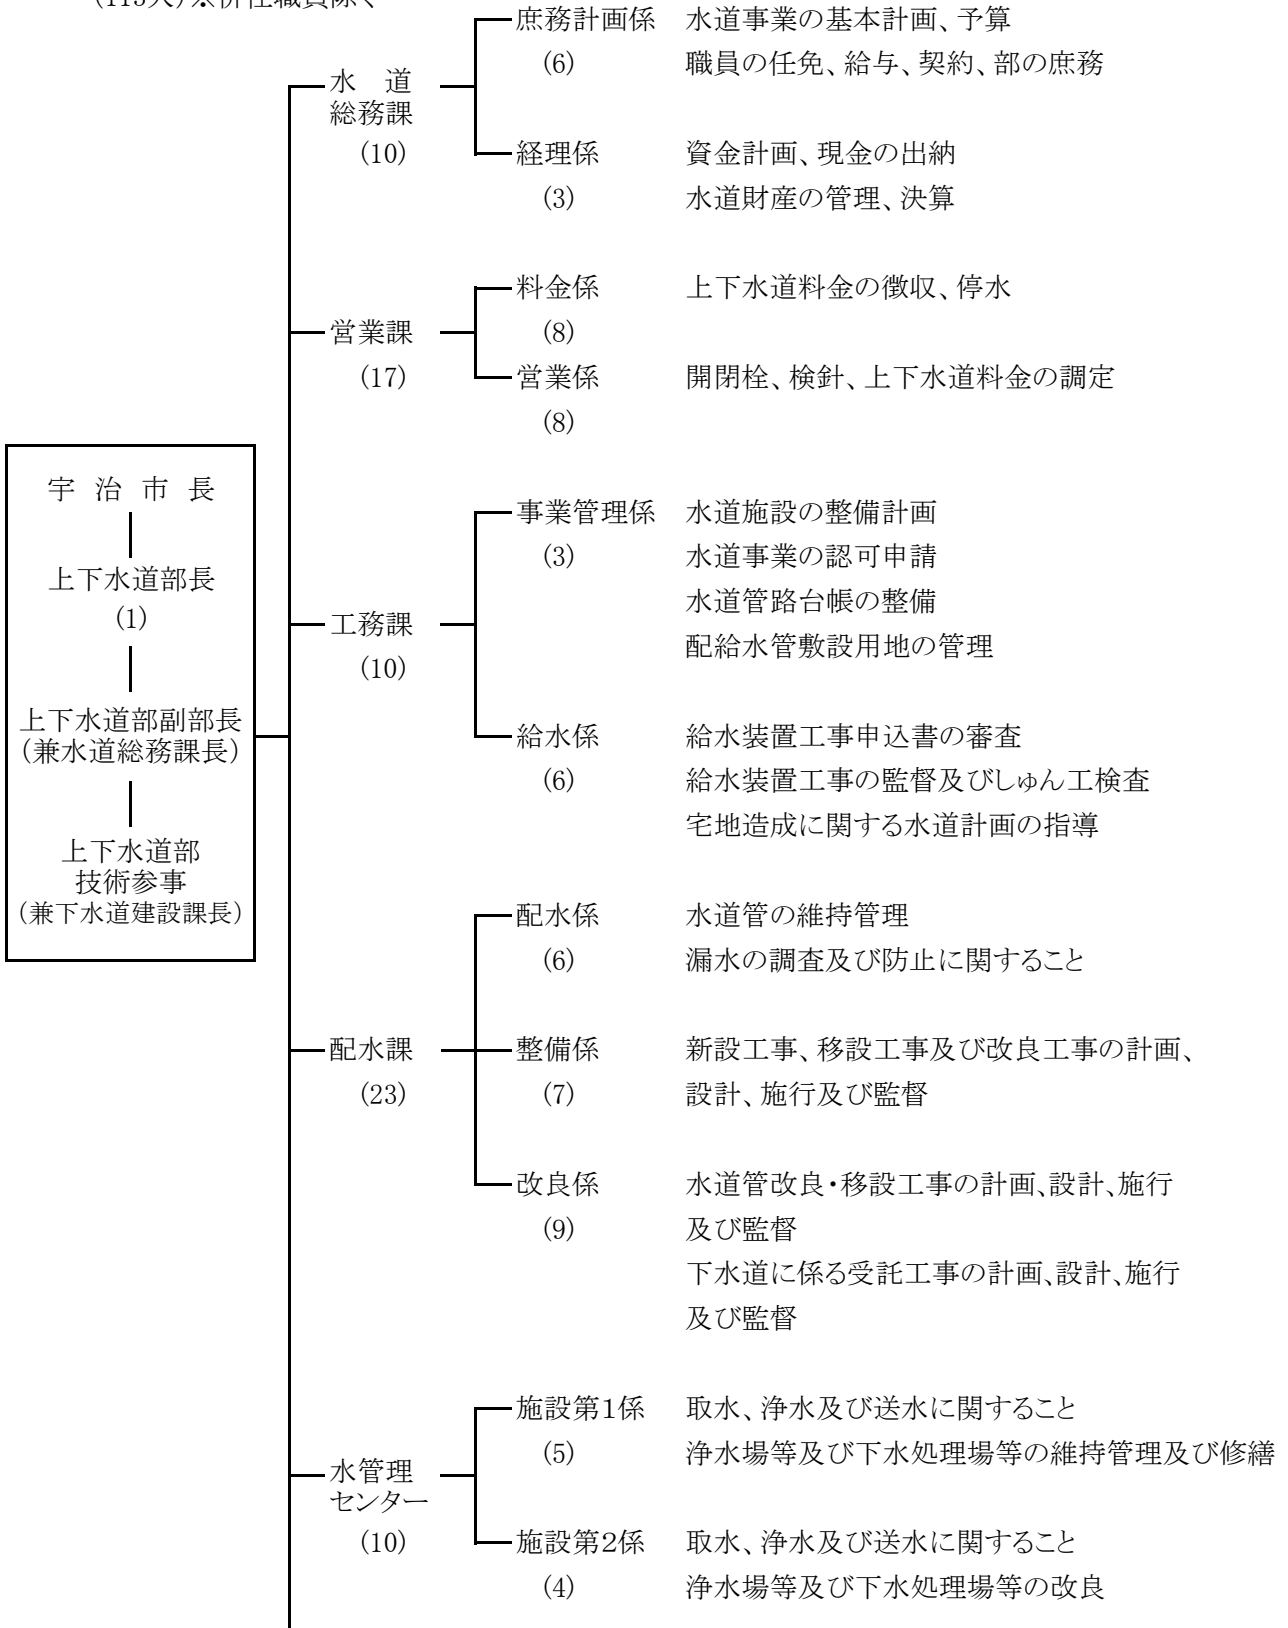 庶務計画係 水道事業の基本計画、予算
(6) 職員の任免、給与、契約、部の庶務
水 道
総務課
(10)
経理係 資金計画、現金の出納
(3) 水道財産の管理、決算
料金係 上下水道料金の徴収、停水
(8)
営業課
(17)
営業係 開閉栓、検針、上下水道料金の調定
(8)
宇 治 市 長
上下水道部長
(1)
上下水道部副部長
(兼水道総務課長)
上下水道部
技術参事
(兼下水道建設課長)
事業管理係 水道施設の整備計画
(3) 水道事業の認可申請
水道管路台帳の整備
配給水管敷設用地の管理
工務課
(10)
給水係 給水装置工事申込書の審査
(6) 給水装置工事の監督及びしゅん工検査
宅地造成に関する水道計画の指導
配水係 水道管の維持管理
(6) 漏水の調査及び防止に関すること
配水課
(23)
整備係 新設工事、移設工事及び改良工事の計画、
(7) 設計、施行及び監督
改良係 水道管改良・移設工事の計画、設計、施行
(9) 及び監督
下水道に係る受託工事の計画、設計、施行
及び監督
施設第1係 取水、浄水及び送水に関すること
(5) 浄水場等及び下水処理場等の維持管理及び修繕
水管理
センター
(10)
施設第2係 取水、浄水及び送水に関すること
(4) 浄水場等及び下水処理場等の改良